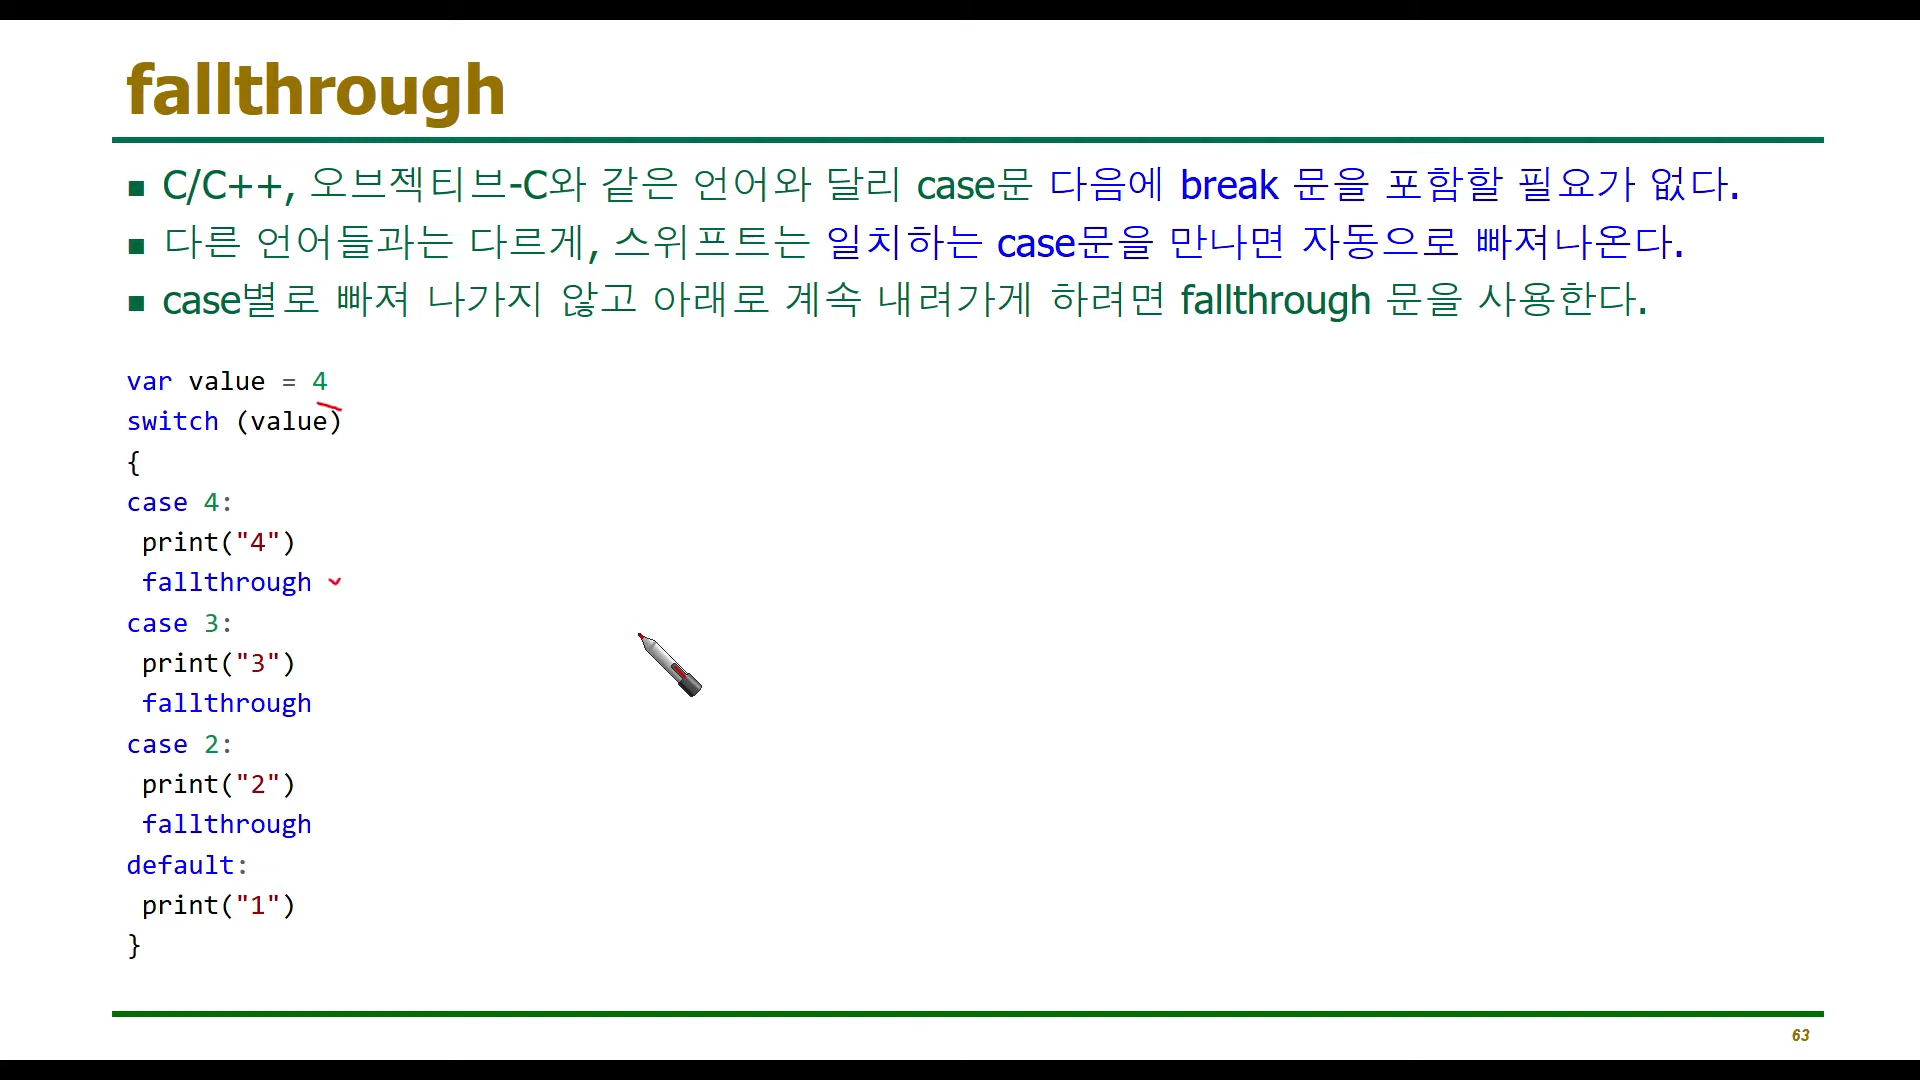 fallthrough
▪ C/C++, 오브젝티브-C와 같은 언어와 달리 case문 다음에 break 문을 포함할 필요가 없다.
▪ 다른 언어들과는 다르게, 스위프트는 일치하는 case문을 만나면 자동으로 빠져나온다.
▪ case별로 빠져 나가지 않고 아래로 계속 내려가게 하려면 fallthrough 문을 사용한다.
var value = 4
switch (value)
{
case 4:
 print("4")
 fallthrough
case 3:
 print("3")
 fallthrough
case 2:
 print("2")
 fallthrough
default:
 print("1")
}
63